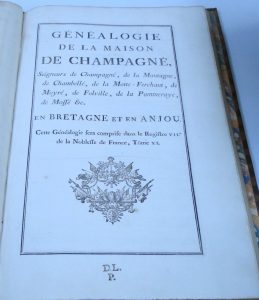 GÉNÉALOGIE
DE LA MAISON
DE CHAMPAGNÉ,
Seigneurs de Champagné, de la Montagne,
de Chambellé, de la Motte-Ferchaut, de
Moyré, de Folville, de la Pommeraye,
de Mossé &c.
EN BRETAGNE ET EN ANJOU.
Cette Généalogie sera comprise dans le Registre VII.e
de la Noblesse de France, Tome XI.
D.L.
P.